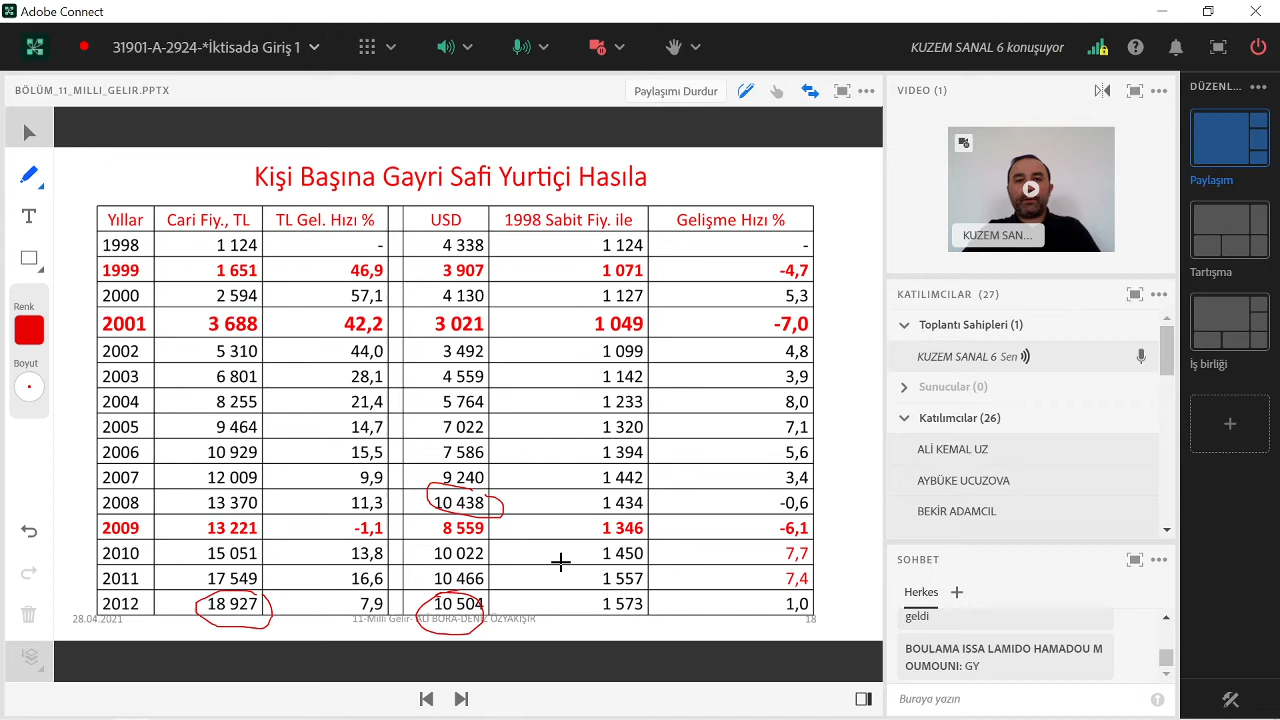 Adobe Connect
31901-A-2924-*İktisada Giriş 1
KUZEM SANAL 6 konuşuyor
BÖLÜM_11_MILLI_GELIR.PPTX
Paylaşımı Durdur
Renk
Boyut
Kişi Başına Gayri Safi Yurtiçi Hasıla
Yıllar Cari Fiy., TL TL Gel. Hızı % USD 1998 Sabit Fiy. ile Gelişme Hızı %
1998 1 124 - 4 338 1 124 -
1999 1 651 46,9 3 907 1 071 -4,7
2000 2 594 57,1 4 130 1 127 5,3
2001 3 688 42,2 3 021 1 049 -7,0
2002 5 310 44,0 3 492 1 099 4,8
2003 6 801 28,1 4 559 1 142 3,9
2004 8 255 21,4 5 764 1 233 8,0
2005 9 464 14,7 7 022 1 320 7,1
2006 10 929 15,5 7 586 1 394 5,6
2007 12 009 9,9 9 240 1 442 3,4
2008 13 370 11,3 10 438 1 434 -0,6
2009 13 221 -1,1 8 559 1 346 -6,1
2010 15 051 13,8 10 022 1 450 7,7
2011 17 549 16,6 10 466 1 557 7,4
2012 18 927 7,9 10 504 1 573 1,0
28.04.2021 11-Milli Gelir- ALİ BORA-DENİZ ÖZYAKIŞIR 18
VIDEO (1)
KUZEM SAN...
KATILIMCILAR (27)
Toplantı Sahipleri (1)
KUZEM SANAL 6 Sen
Sunucular (0)
Katılımcılar (26)
ALİ KEMAL UZ
AYBÜKE UCUZOVA
BEKİR ADAMCIL
SOHBET
Herkes
geldi
BOULAMA ISSA LAMIDO HAMADOU M
OUMOUNI: GY
Buraya yazın
DÜZENL...
Paylaşım
Tartışma
İş birliği